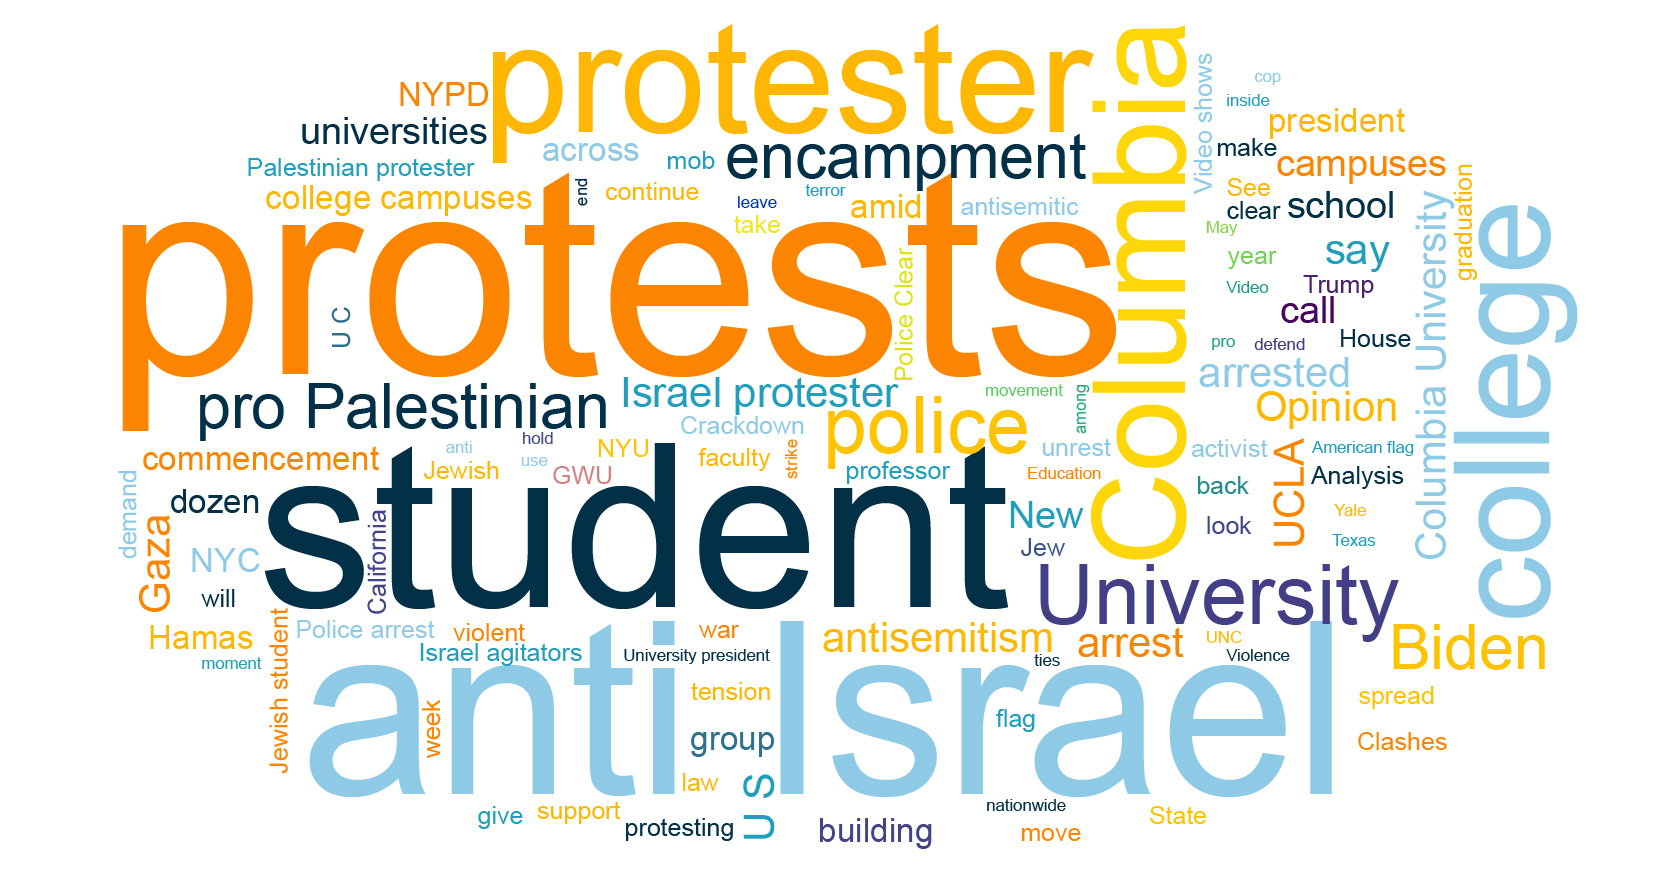 protester
Columbia
Video shows
cop
inside
NYPD
president
universities
across
mob
encampment
make
campuses
Palestinian protester
college campuses
end
continue
leave
terror
take
amid
antisemitic
See
clear
school
graduation
protests
May
say
year
Police Clear
Video
Trump
call
U C
pro
defend
House
Columbia University
college
pro Palestinian
Israel protester
movement
among
arrested
Opinion
police
Crackdown
hold
anti
use
NYU
GWU
faculty
strike
professor
unrest
Education
activist
American flag
commencement
Jewish
UCLA
Analysis
back
demand
dozen
student
New
Jew
look
Yale
Texas
Gaza
NYC
California
will
University
Hamas
moment
Jewish student
Police arrest
violent
Israel agitators
war
University president
antisemitism
ties
arrest
UNC
Violence
Biden
anti Israel
week
tension
flag
spread
Clashes
group
law
U S
give
support
protesting
building
nationwide
move
State